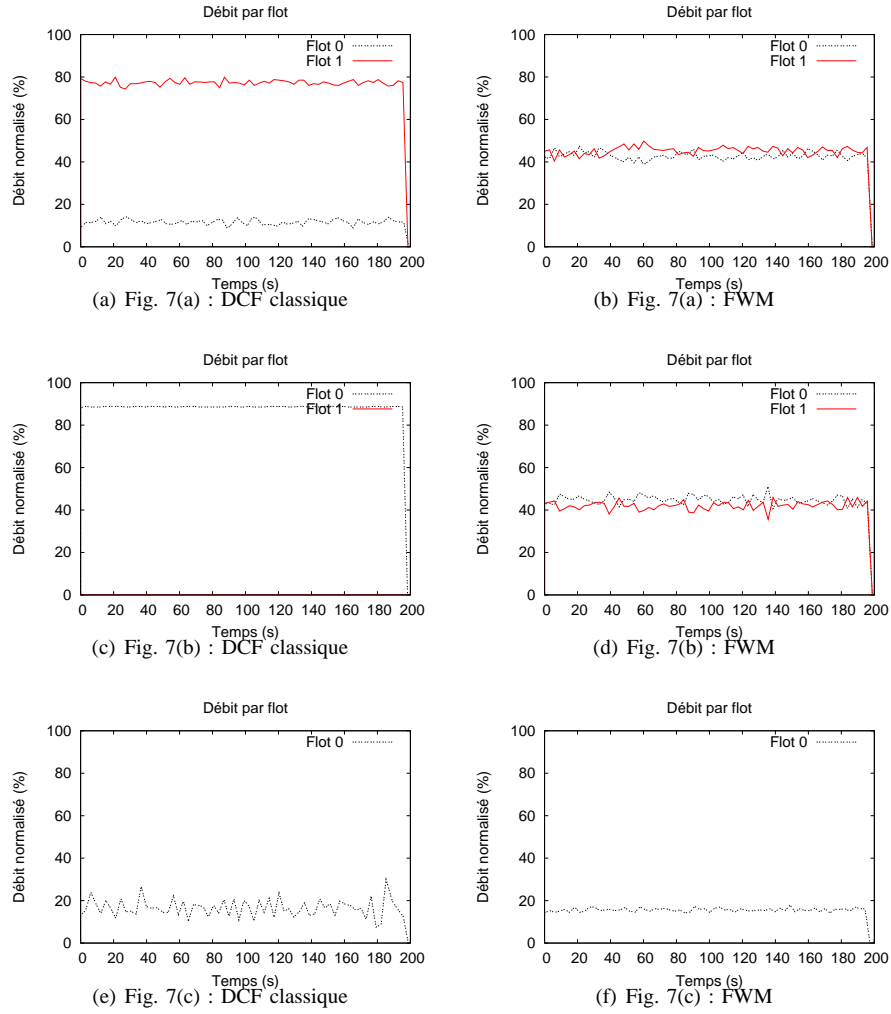 Débit par flot
100
80
60
40
20
0
Débit normalisé (%)
Flot 0
Flot 1
0 20 40 60 80 100 120 140 160 180 200
Temps (s)
(a) Fig. 7(a) : DCF classique
Débit par flot
100
80
60
40
20
0
Débit normalisé (%)
Flot 0
Flot 1
0 20 40 60 80 100 120 140 160 180 200
Temps (s)
(b) Fig. 7(a) : FWM
Débit par flot
100
80
60
40
20
0
Débit normalisé (%)
Flot 0
Flot 1
0 20 40 60 80 100 120 140 160 180 200
Temps (s)
(c) Fig. 7(b) : DCF classique
Débit par flot
100
80
60
40
20
0
Débit normalisé (%)
Flot 0
Flot 1
0 20 40 60 80 100 120 140 160 180 200
Temps (s)
(d) Fig. 7(b) : FWM
Débit par flot
100
80
60
40
20
0
Débit normalisé (%)
Flot 0
0 20 40 60 80 100 120 140 160 180 200
Temps (s)
(e) Fig. 7(c) : DCF classique
Débit par flot
100
80
60
40
20
0
Débit normalisé (%)
Flot 0
0 20 40 60 80 100 120 140 160 180 200
Temps (s)
(f) Fig. 7(c) : FWM